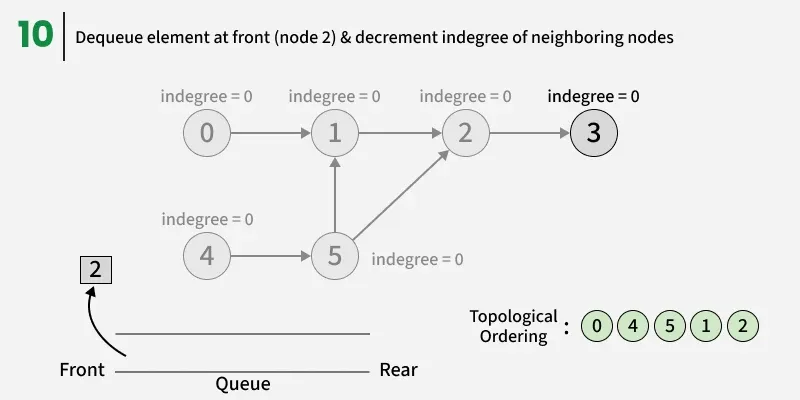 10
Dequeue element at front (node 2) & decrement indegree of neighboring nodes
indegree = 0
indegree = 0
indegree = 0
indegree = 0
0
1
2
3
indegree = 0
4
5
indegree = 0
2
Topological
Ordering :
0
4
5
1
2
Front
Rear
Queue